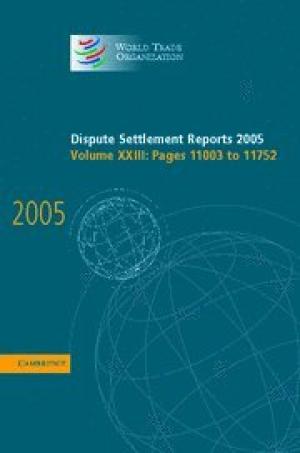 WORLD TRADE
ORGANIZATION
Dispute Settlement Reports 2005
Volume XXIII: Pages 11003 to 11752
2005
CAMBRIDGE